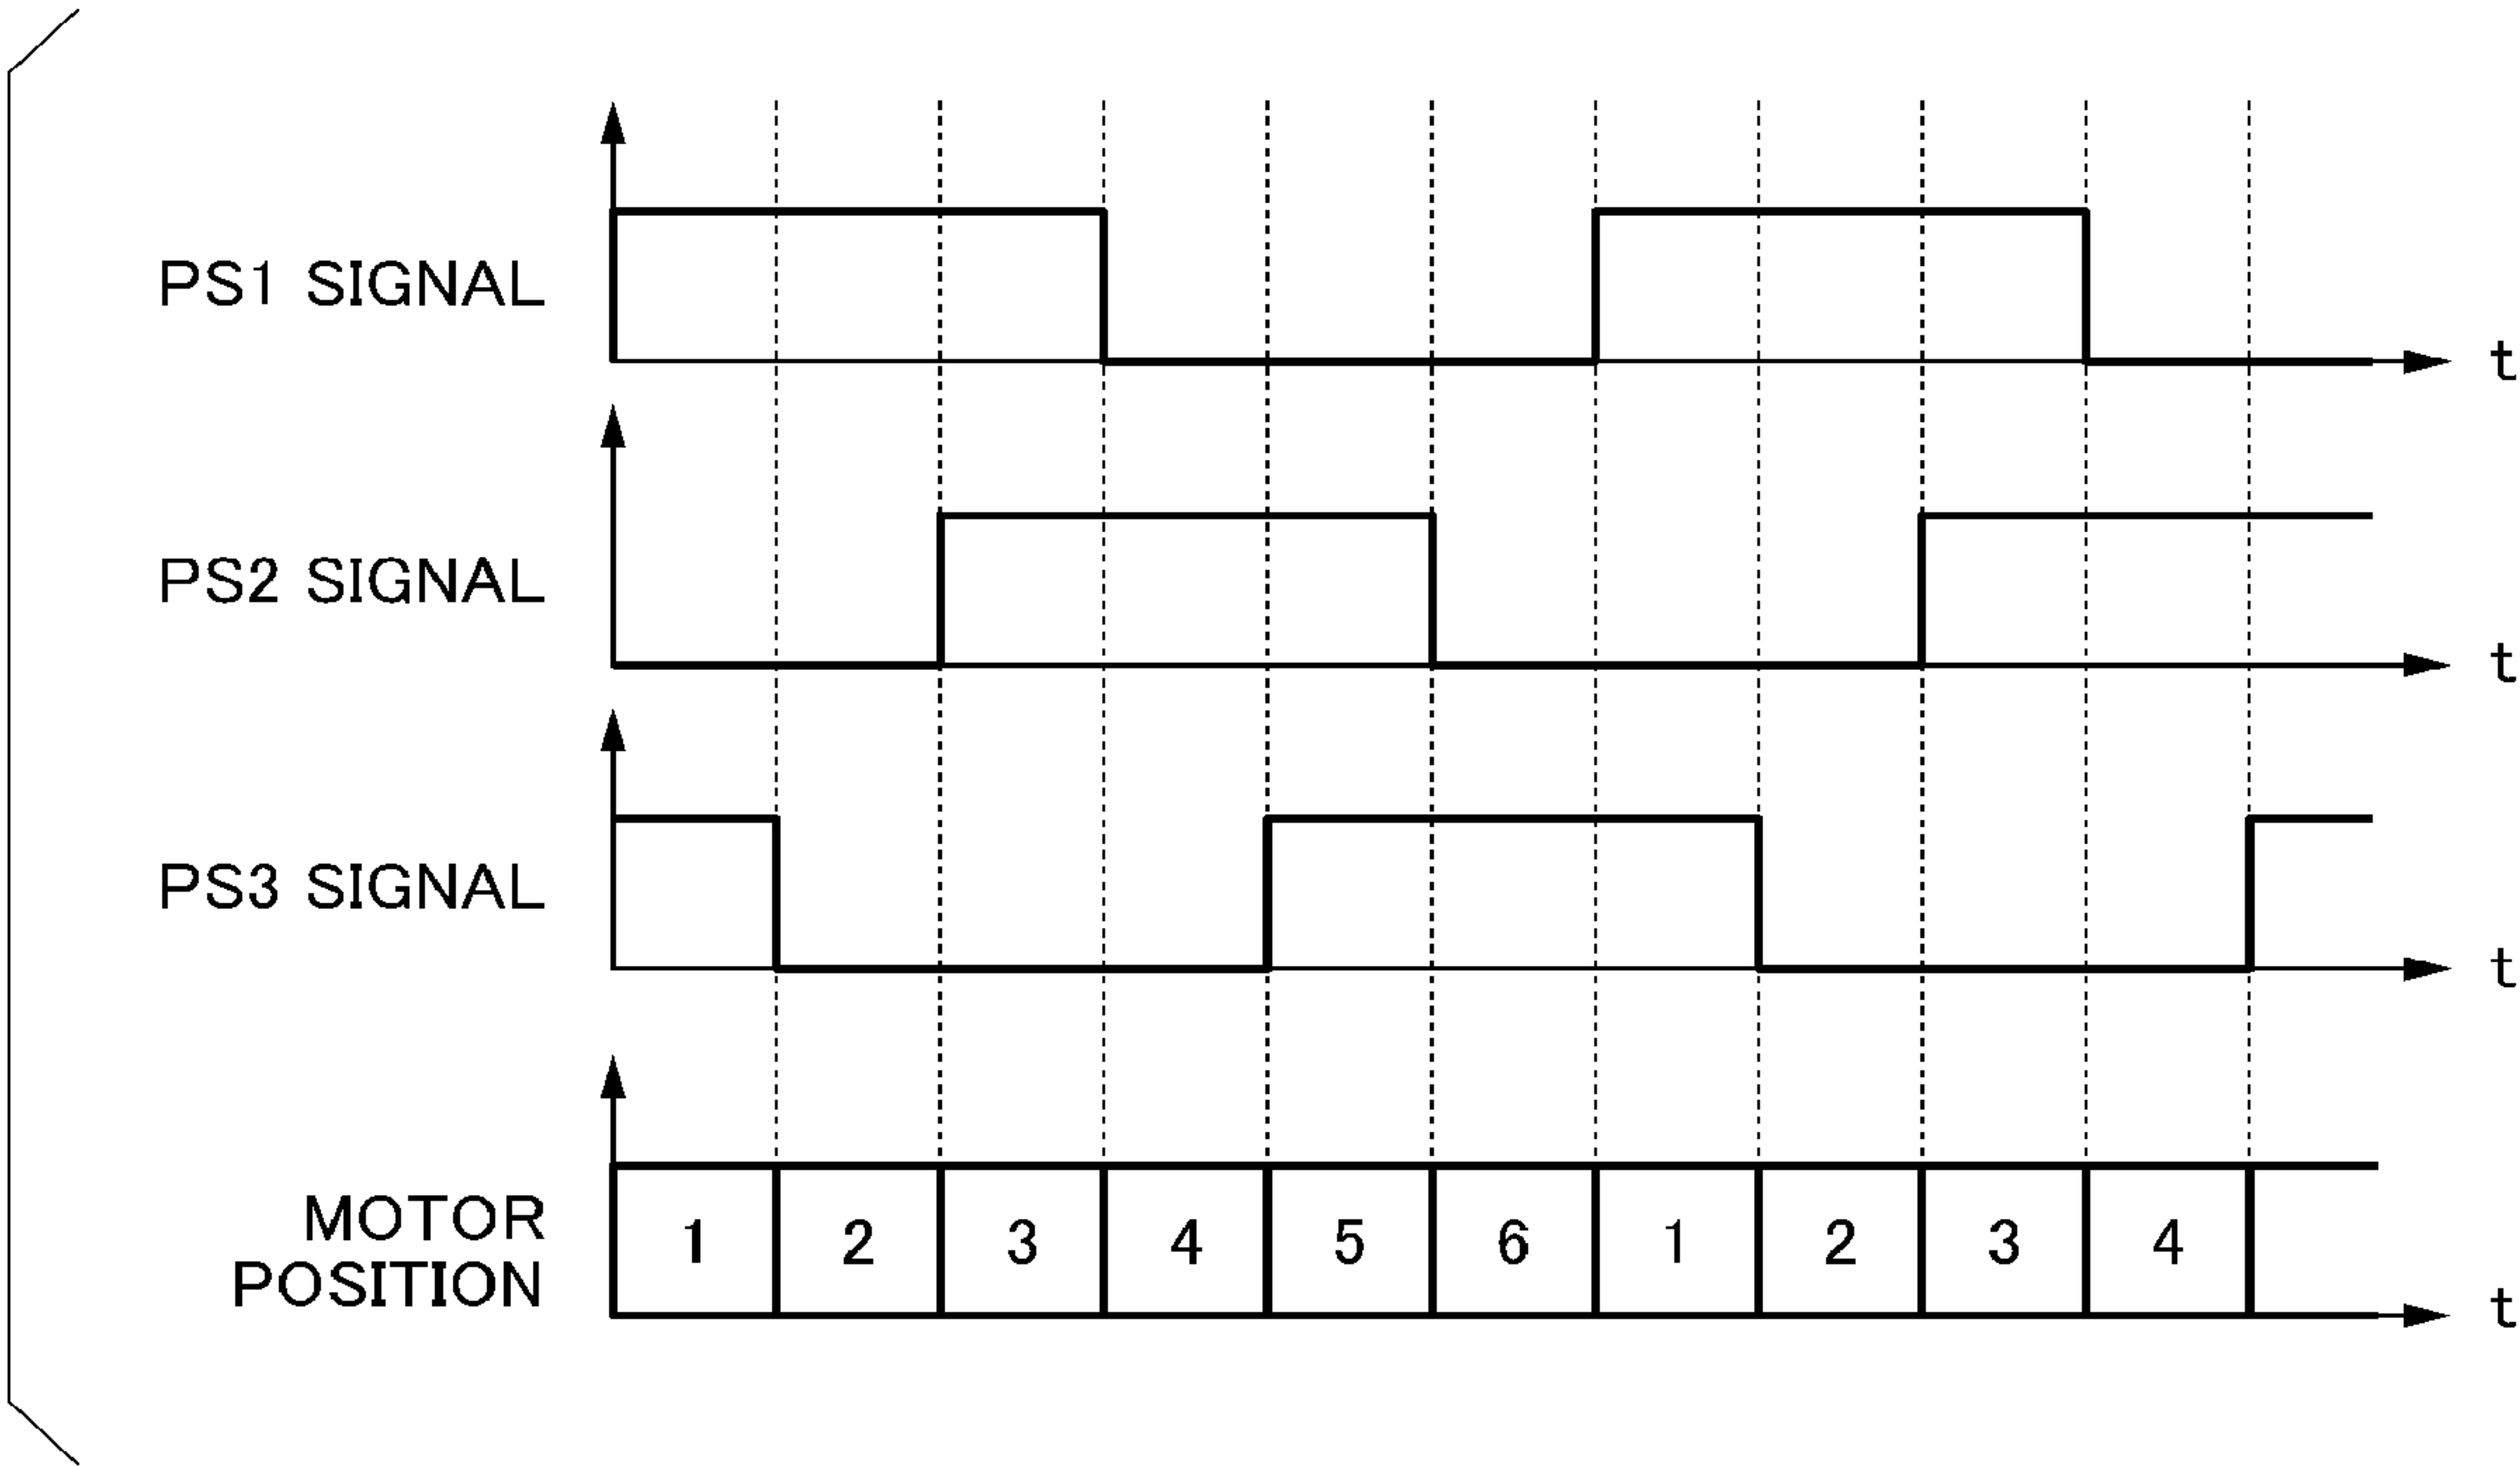 PS1 SIGNAL
t
PS2 SIGNAL
t
PS3 SIGNAL
t
MOTOR
POSITION
1 2 3 4 5 6 1 2 3 4
t